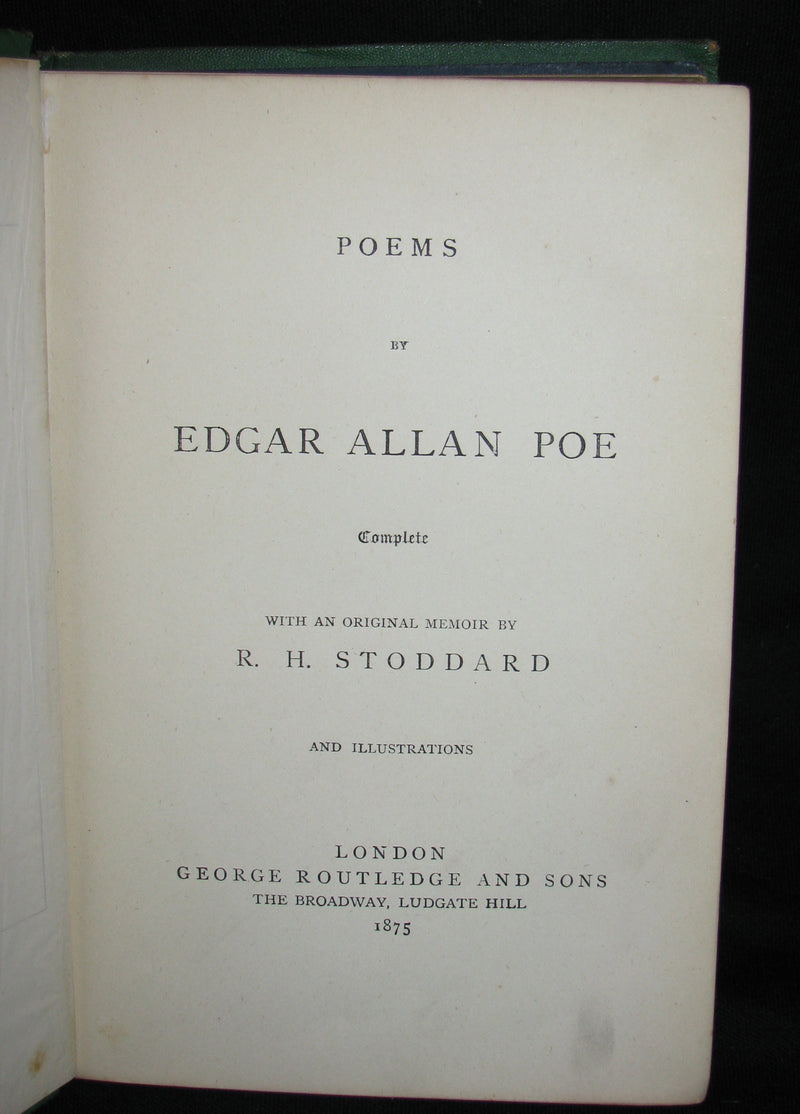 POEMS
BY
EDGAR ALLAN POE
Complete
WITH AN ORIGINAL MEMOIR BY
R. H. STODDARD
AND ILLUSTRATIONS
LONDON
GEORGE ROUTLEDGE AND SONS
THE BROADWAY, LUDGATE HILL
1875